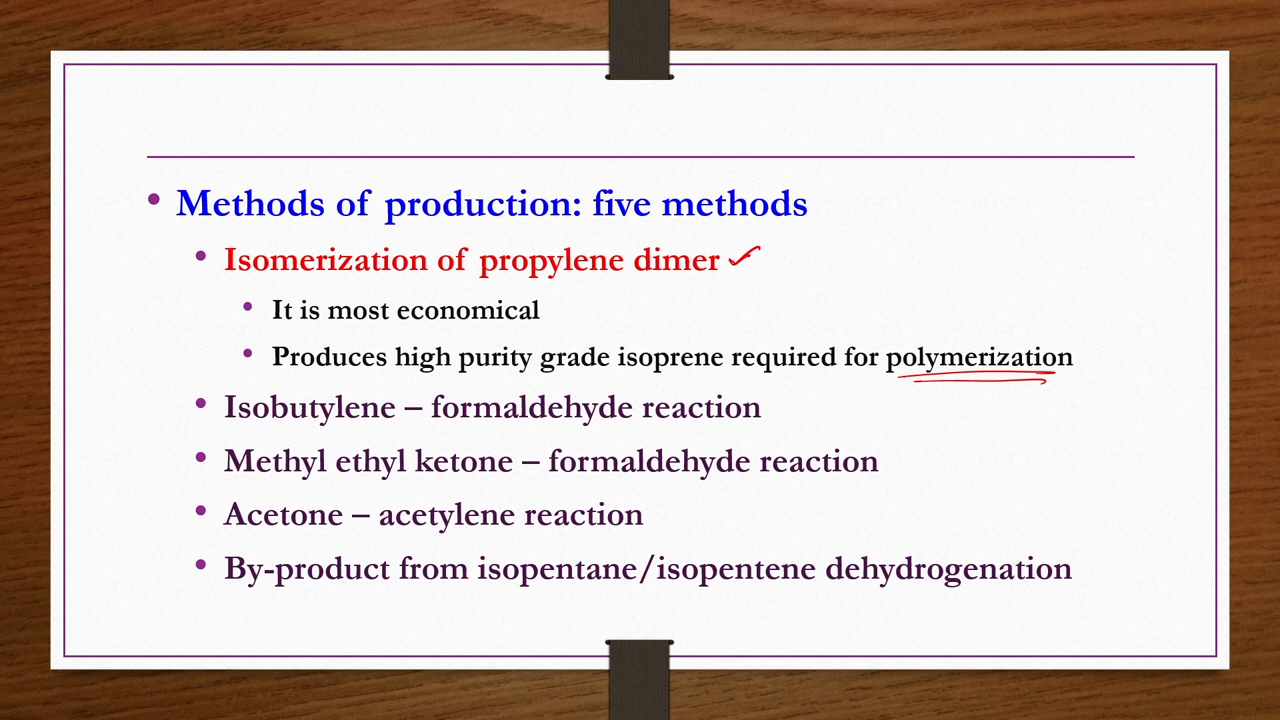 Methods of production: five methods
Isomerization of propylene dimer
It is most economical
Produces high purity grade isoprene required for polymerization
Isobutylene – formaldehyde reaction
Methyl ethyl ketone – formaldehyde reaction
Acetone – acetylene reaction
By-product from isopentane/isopentene dehydrogenation